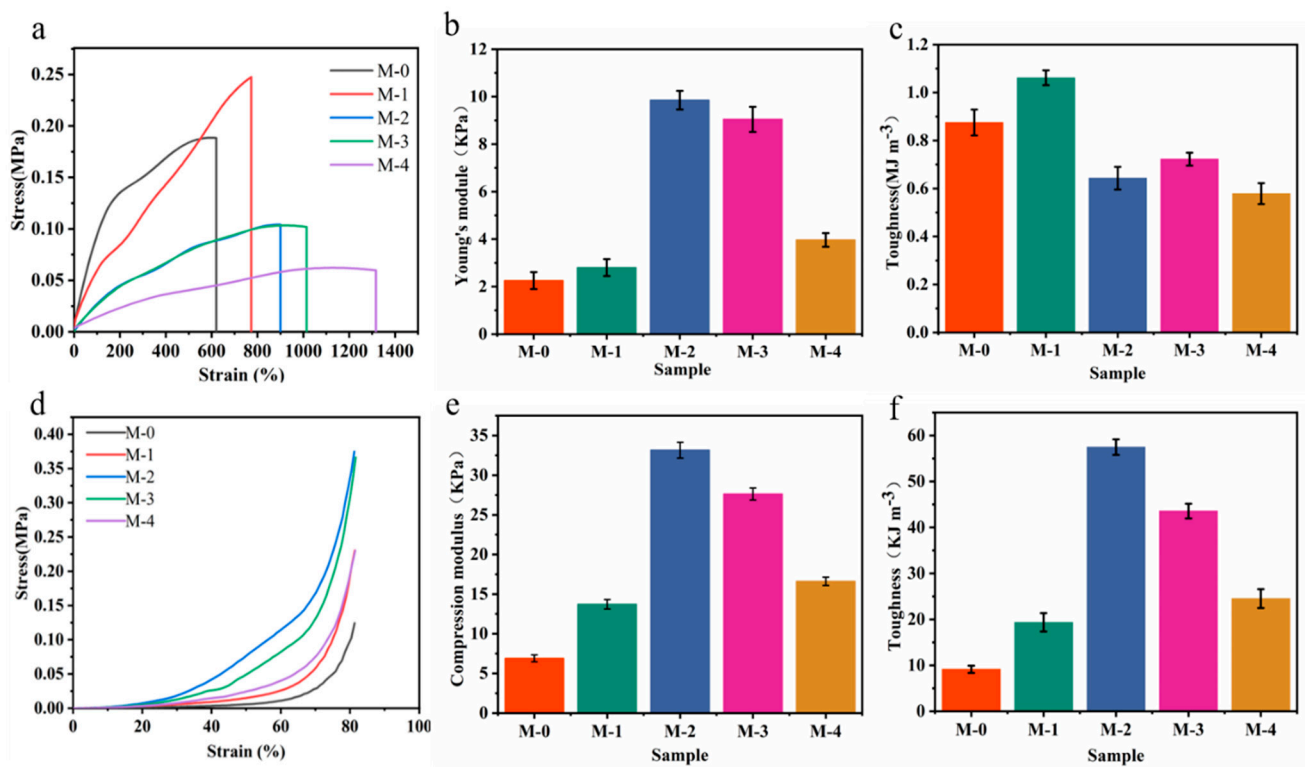 a
Stress(MPa)
0.25
0.20
0.15
0.10
0.05
0.00
M-0
M-1
M-2
M-3
M-4
0 200 400 600 800 1000 1200 1400
Strain (%)
b
Young's module（KPa）
12
10
8
6
4
2
0
M-0 M-1 M-2 M-3 M-4
Sample
c
Toughness(MJ m-3)
1.2
1.0
0.8
0.6
0.4
0.2
0.0
M-0 M-1 M-2 M-3 M-4
Sample
d
Stress(MPa)
0.40
0.35
0.30
0.25
0.20
0.15
0.10
0.05
0.00
M-0
M-1
M-2
M-3
M-4
0 20 40 60 80 100
Strain (%)
e
Compression modulus（KPa）
35
30
25
20
15
10
5
0
M-0 M-1 M-2 M-3 M-4
Sample
f
Toughness（KJ m-3）
60
50
40
30
20
10
0
M-0 M-1 M-2 M-3 M-4
Sample